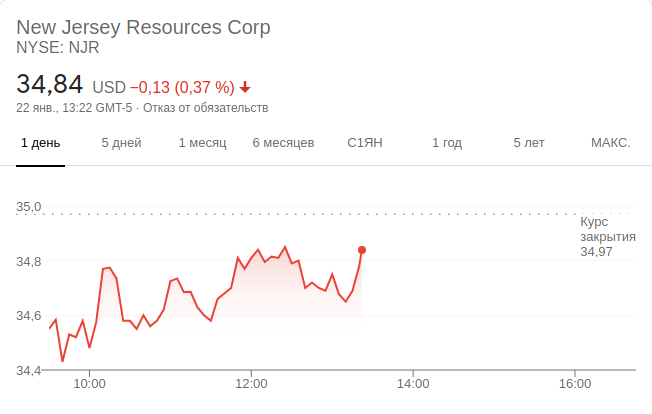 New Jersey Resources Corp
NYSE: NJR
34,84 USD −0,13 (0,37 %)
22 янв., 13:22 GMT-5 · Отказ от обязательств
1 день 5 дней 1 месяц 6 месяцев С1ЯН 1 год 5 лет МАКС.
35,0
Курс
закрытия
34,97
34,8
34,6
34,4
10:00 12:00 14:00 16:00